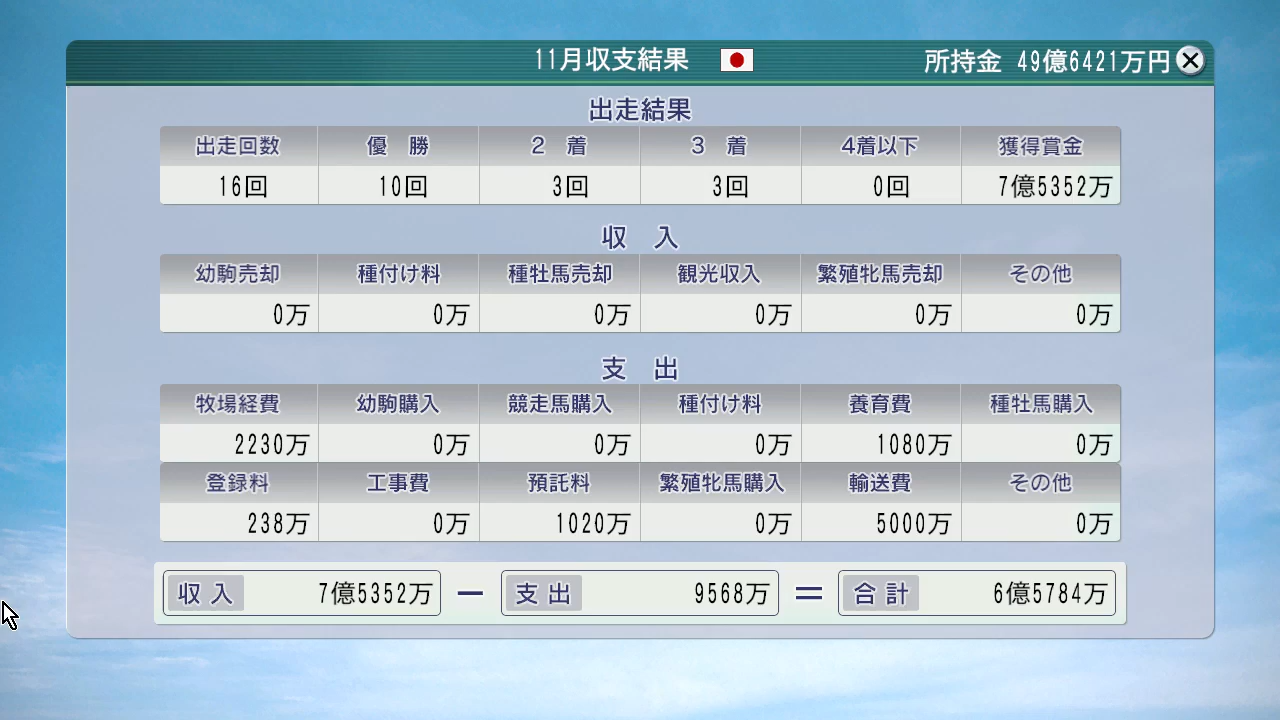 11月収支結果 所持金 49億6421万円
出走結果
出走回数 優 勝 2 着 3 着 4着以下 獲得賞金
16回 10回 3回 3回 0回 7億5352万
収 入
幼駒売却 種付け料 種牡馬売却 観光収入 繁殖牝馬売却 その他
0万 0万 0万 0万 0万 0万
支 出
牧場経費 幼駒購入 競走馬購入 種付け料 養育費 種牡馬購入
2230万 0万 0万 0万 1080万 0万
登録料 工事費 預託料 繁殖牝馬購入 輸送費 その他
238万 0万 1020万 0万 5000万 0万
収 入 7億5352万 − 支 出 9568万 = 合 計 6億5784万